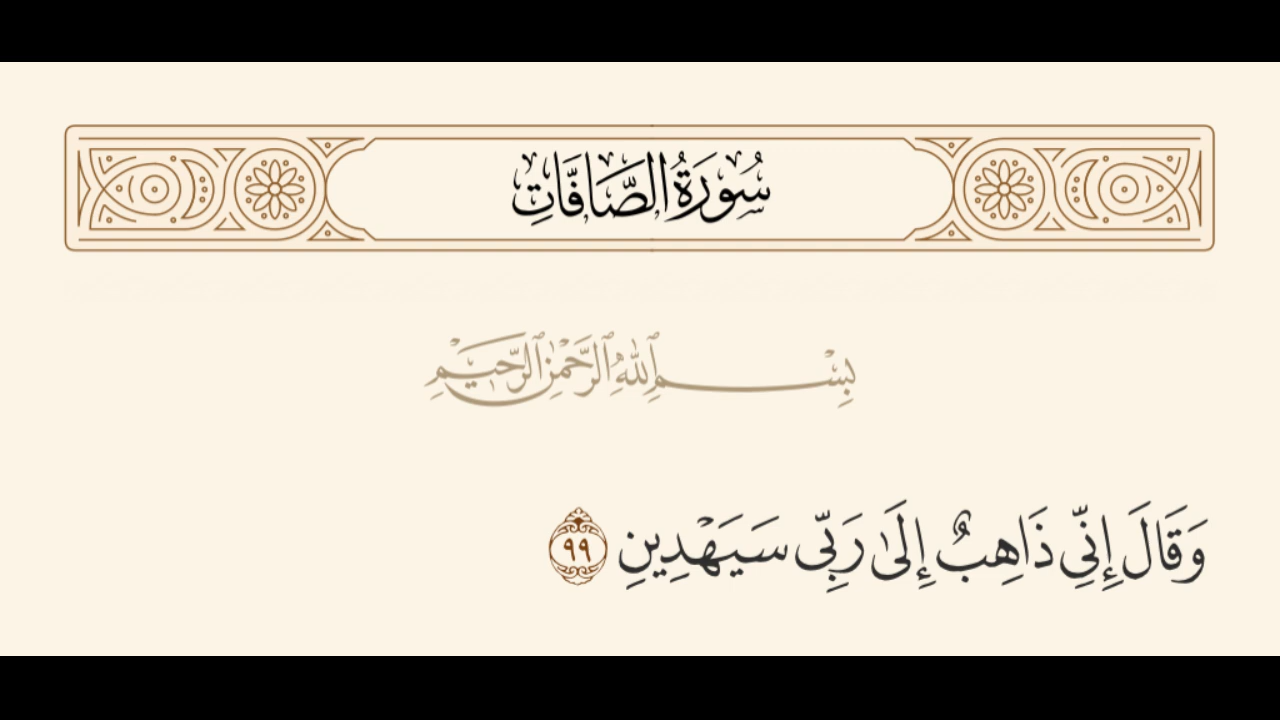 سُورَةُ الصَّافَّاتِ
بِسْمِ ٱللَّهِ ٱلرَّحْمَٰنِ ٱلرَّحِيمِ
وَقَالَ إِنِّي ذَاهِبٌ إِلَىٰ رَبِّي سَيَهْدِينِ ٩٩